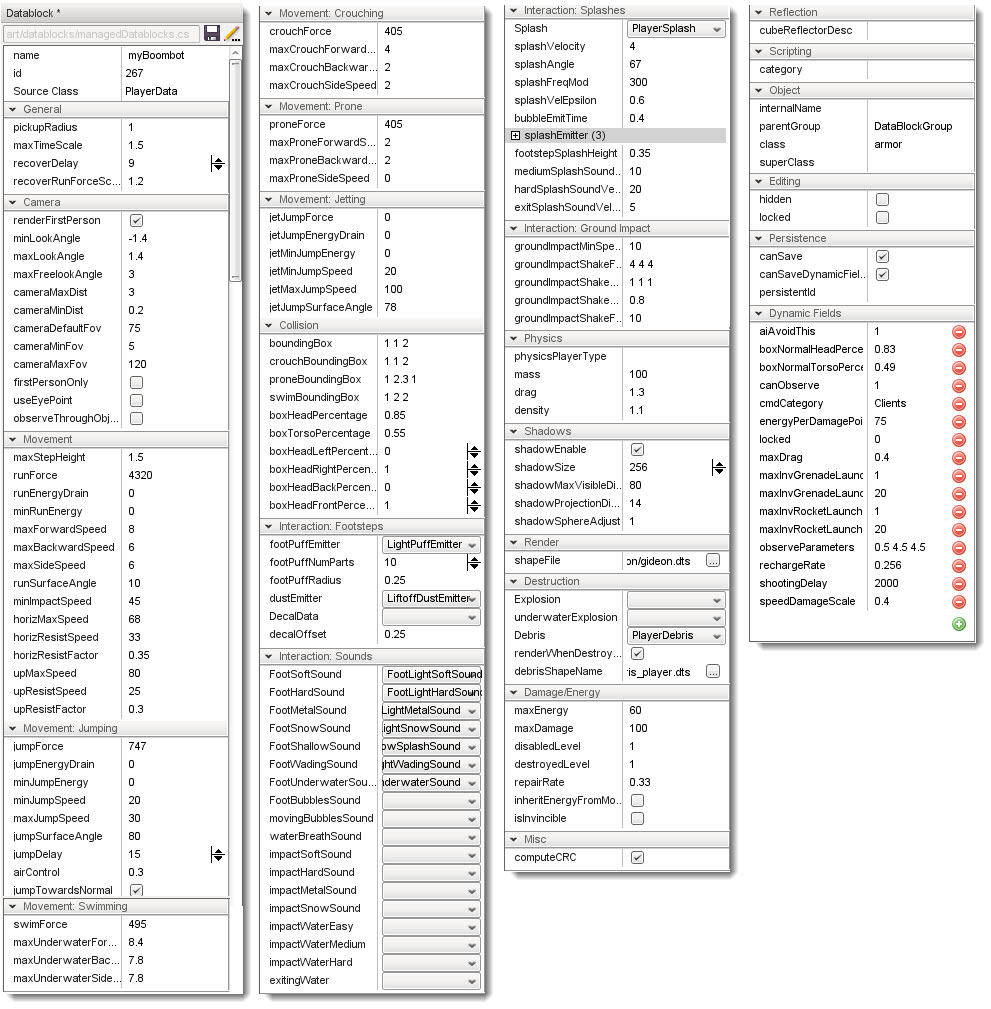 Datablock *
art/datablocks/managedDatablocks.cs
name myBoombot
id 267
Source Class PlayerData
General
pickupRadius 1
maxTimeScale 1.5
recoverDelay 9
recoverRunForceSc... 1.2
Camera
renderFirstPerson
minLookAngle -1.4
maxLookAngle 1.4
maxFreelookAngle 3
cameraMaxDist 3
cameraMinDist 0.2
cameraDefaultFov 75
cameraMinFov 5
cameraMaxFov 120
firstPersonOnly
useEyePoint
observeThroughObj...
Movement
maxStepHeight 1.5
runForce 4320
runEnergyDrain 0
minRunEnergy 0
maxForwardSpeed 8
maxBackwardSpeed 6
maxSideSpeed 6
runSurfaceAngle 10
minImpactSpeed 45
horizMaxSpeed 68
horizResistSpeed 33
horizResistFactor 0.35
upMaxSpeed 80
upResistSpeed 25
upResistFactor 0.3
Movement: Jumping
jumpForce 747
jumpEnergyDrain 0
minJumpEnergy 0
minJumpSpeed 20
maxJumpSpeed 30
jumpSurfaceAngle 80
jumpDelay 15
airControl 0.3
jumpTowardsNormal
Movement: Swimming
swimForce 495
maxUnderwaterFor... 8.4
maxUnderwaterBac... 7.8
maxUnderwaterSide... 7.8
Movement: Crouching
crouchForce 405
maxCrouchForward... 4
maxCrouchBackwar... 2
maxCrouchSideSpeed 2
Movement: Prone
proneForce 405
maxProneForwardS... 2
maxProneBackward... 2
maxProneSideSpeed 0
Movement: Jetting
jetJumpForce 0
jetJumpEnergyDrain 0
jetMinJumpEnergy 0
jetMinJumpSpeed 20
jetMaxJumpSpeed 100
jetJumpSurfaceAngle 78
Collision
boundingBox 1 1 2
crouchBoundingBox 1 1 2
proneBoundingBox 1 2.3 1
swimBoundingBox 1 2 2
boxHeadPercentage 0.85
boxTorsoPercentage 0.55
boxHeadLeftPercent... 0
boxHeadRightPercen... 1
boxHeadBackPercen... 0
boxHeadFrontPerce... 1
Interaction: Footsteps
footPuffEmitter LightPuffEmitter
footPuffNumParts 10
footPuffRadius 0.25
dustEmitter LiftoffDustEmitter
DecalData
decalOffset 0.25
Interaction: Sounds
FootSoftSound FootLightSoftSound
FootHardSound FootLightHardSound
FootMetalSound LightMetalSound
FootSnowSound ightSnowSound
FootShallowSound owSplashSound
FootWadingSound ghtWadingSound
FootUnderwaterSou... nderwaterSound
FootBubblesSound
movingBubblesSound
waterBreathSound
impactSoftSound
impactHardSound
impactMetalSound
impactSnowSound
impactWaterEasy
impactWaterMedium
impactWaterHard
exitingWater
Interaction: Splashes
Splash PlayerSplash
splashVelocity 4
splashAngle 67
splashFreqMod 300
splashVelEpsilon 0.6
bubbleEmitTime 0.4
splashEmitter (3)
footstepSplashHeight 0.35
mediumSplashSound... 10
hardSplashSoundVe... 20
exitSplashSoundVel... 5
Interaction: Ground Impact
groundImpactMinSpe... 10
groundImpactShakeF... 4 4 4
groundImpactShake... 1 1 1
groundImpactShake... 0.8
groundImpactShakeF... 10
Physics
physicsPlayerType
mass 100
drag 1.3
density 1.1
Shadows
shadowEnable
shadowSize 256
shadowMaxVisibleDi... 80
shadowProjectionDi... 14
shadowSphereAdjust 1
Render
shapeFile on/gideon.dts ...
Destruction
Explosion
underwaterExplosion
Debris PlayerDebris
renderWhenDestroy...
debrisShapeName is_player.dts ...
Damage/Energy
maxEnergy 60
maxDamage 100
disabledLevel 1
destroyedLevel 1
repairRate 0.33
inheritEnergyFromMo...
isInvincible
Misc
computeCRC
Reflection
cubeReflectorDesc
Scripting
category
Object
internalName
parentGroup DataBlockGroup
class armor
superClass
Editing
hidden
locked
Persistence
canSave
canSaveDynamicFiel...
persistentId
Dynamic Fields
aiAvoidThis 1
boxNormalHeadPerce 0.83
boxNormalTorsoPerce 0.49
canObserve 1
cmdCategory Clients
energyPerDamagePoi 75
locked 0
maxDrag 0.4
maxInvGrenadeLaunc 1
maxInvGrenadeLaunc 20
maxInvRocketLaunch 1
maxInvRocketLaunch 20
observeParameters 0.5 4.5 4.5
rechargeRate 0.256
shootingDelay 2000
speedDamageScale 0.4